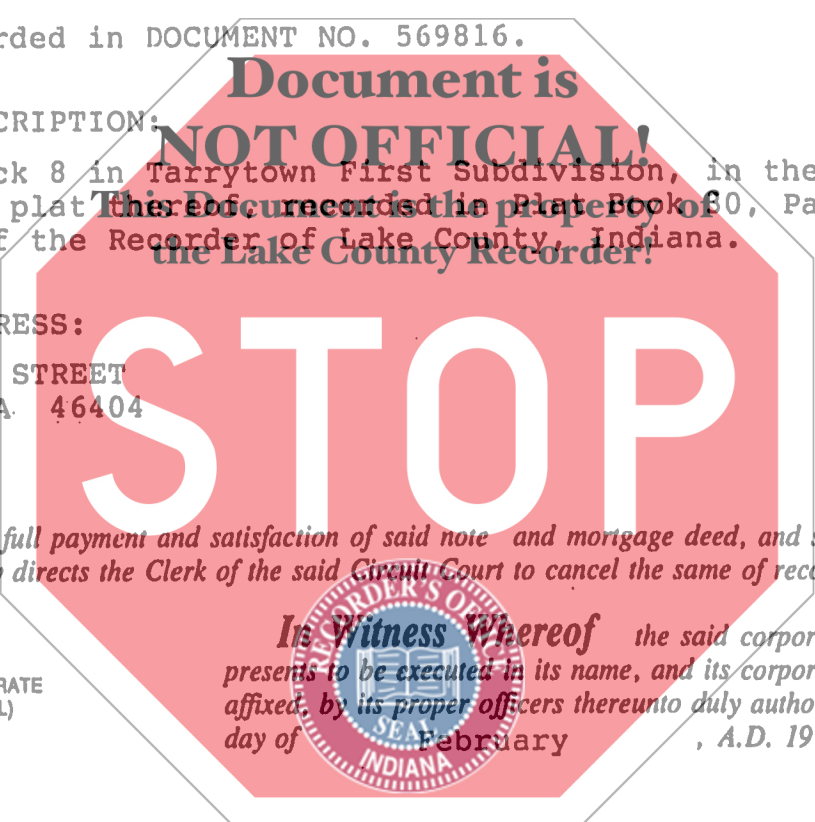 rded in DOCUMENT NO. 569816.
Document is
CRIPTION:
NOT OFFICIAL!
ck 8 in Tarrytown First Subdivision, in the
plat thereof, recorded in Plat Book 30, Pa
This Document is the property of
f the Recorder of Lake County, Indiana.
the Lake County Recorder!
RESS:
STREET
A 46404
STOP
full payment and satisfaction of said note and mortgage deed, and s
directs the Clerk of the said Circuit Court to cancel the same of reco
RECORDER'S OFFICE
In Witness Whereof the said corpor
presents to be executed in its name, and its corpor
RATE
affixed, by its proper officers thereunto duly autho
L)
day of February , A.D. 19
SEAL
INDIANA